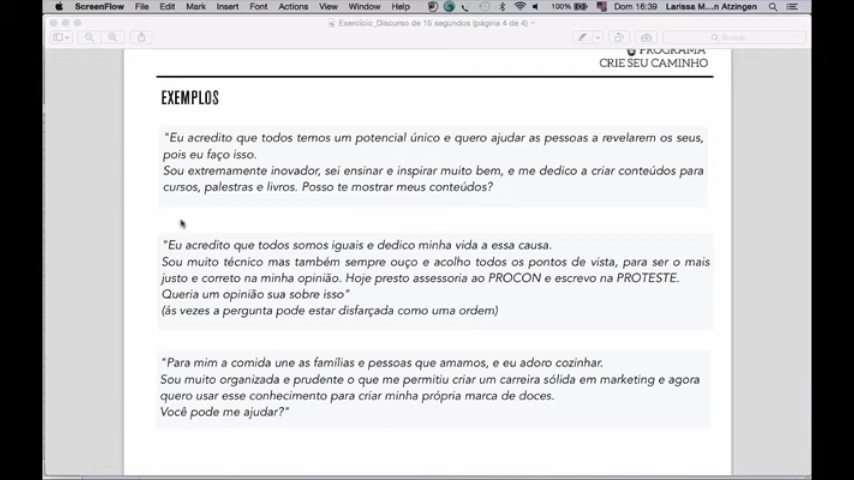 ScreenFlow File Edit Mark Insert Font Actions View Window Help 100% Dom 16:39 Larissa M...n Atzingen
Exercício_Discurso de 15 segundos (página 4 de 4)
Buscar
PROGRAMA
CRIE SEU CAMINHO
EXEMPLOS
"Eu acredito que todos temos um potencial único e quero ajudar as pessoas a revelarem os seus,
pois eu faço isso.
Sou extremamente inovador, sei ensinar e inspirar muito bem, e me dedico a criar conteúdos para
cursos, palestras e livros. Posso te mostrar meus conteúdos?
"Eu acredito que todos somos iguais e dedico minha vida a essa causa.
Sou muito técnico mas também sempre ouço e acolho todos os pontos de vista, para ser o mais
justo e correto na minha opinião. Hoje presto assessoria ao PROCON e escrevo na PROTESTE.
Queria um opinião sua sobre isso"
(ás vezes a pergunta pode estar disfarçada como uma ordem)
"Para mim a comida une as famílias e pessoas que amamos, e eu adoro cozinhar.
Sou muito organizada e prudente o que me permitiu criar um carreira sólida em marketing e agora
quero usar esse conhecimento para criar minha própria marca de doces.
Você pode me ajudar?"